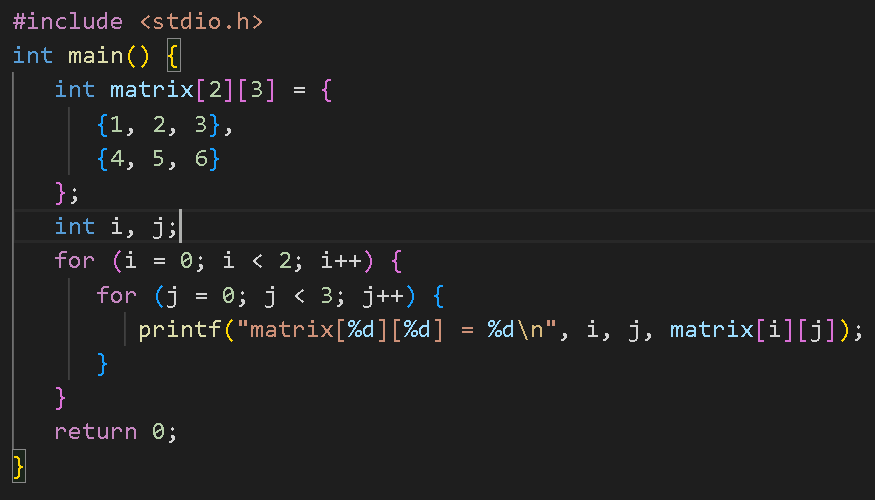 #include <stdio.h>
int main() {
   int matrix[2][3] = {
      {1, 2, 3},
      {4, 5, 6}
   };
   int i, j;
   for (i = 0; i < 2; i++) {
      for (j = 0; j < 3; j++) {
         printf("matrix[%d][%d] = %d\n", i, j, matrix[i][j]);
      }
   }
   return 0;
}